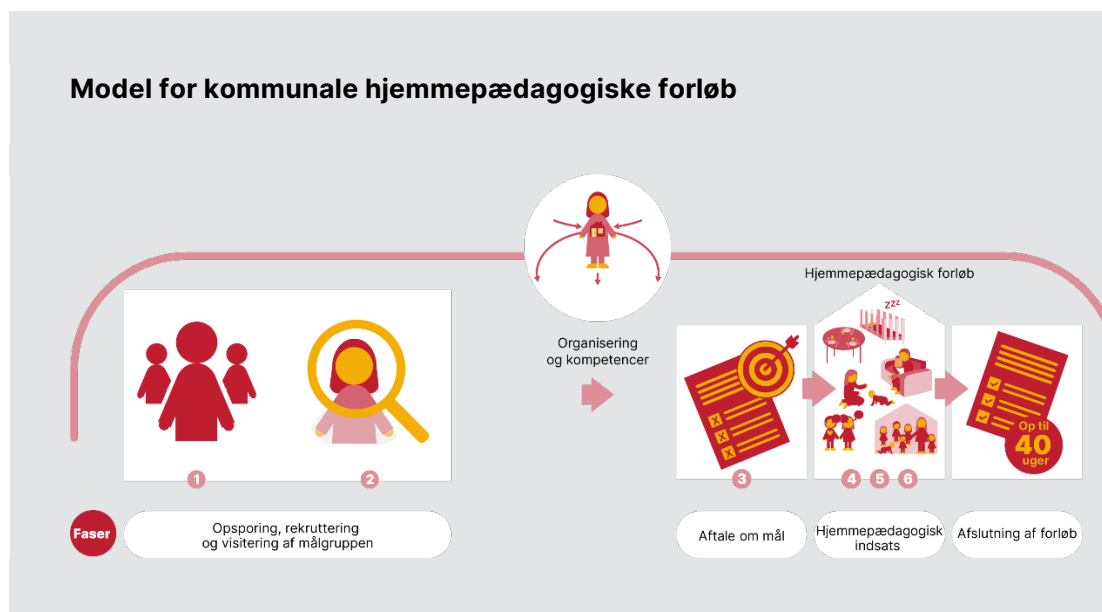 Model for kommunale hjemmepædagogiske forløb
Organisering
og kompetencer
Hjemmepædagogisk forløb
zzz
Op til
40
uger
1
2
3
4
5
6
Faser
Opsporing, rekruttering
og visitering af målgruppen
Aftale om mål
Hjemmepædagogisk
indsats
Afslutning af forløb